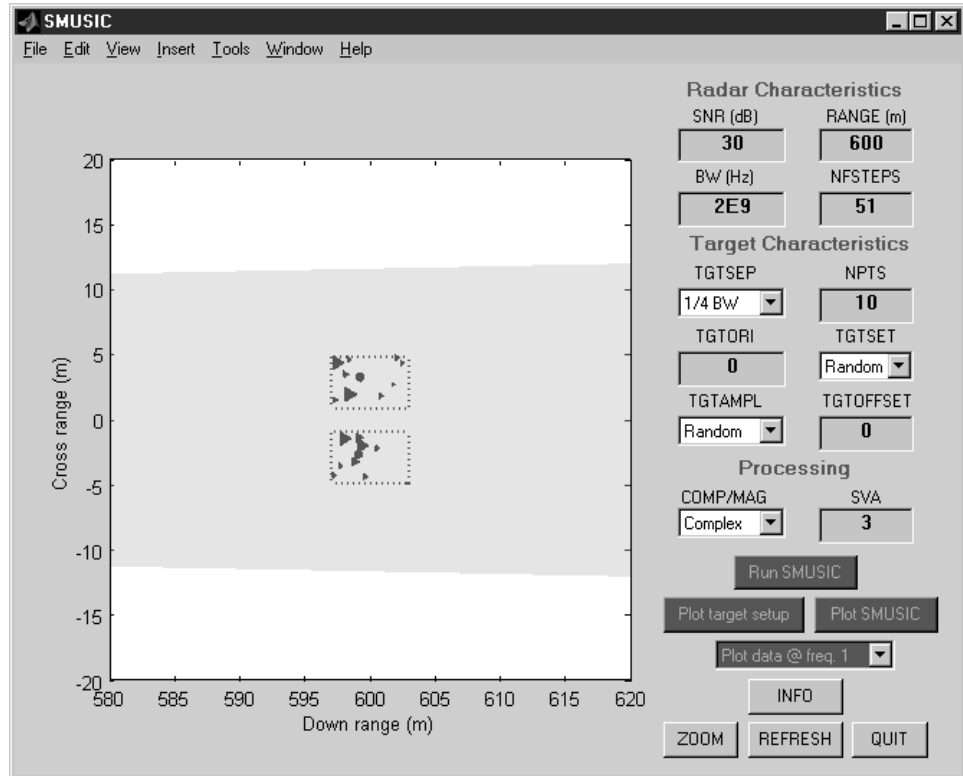 SMUSIC
File Edit View Insert Tools Window Help
Radar Characteristics
SNR (dB) RANGE (m)
30 600
BW (Hz) NFSTEPS
2E9 51
Target Characteristics
TGTSEP NPTS
1/4 BW 10
TGTORI TGTSET
0 Random
TGTAMPL TGTOFFSET
Random 0
Processing
COMP/MAG SVA
Complex 3
Run SMUSIC
Plot target setup Plot SMUSIC
Plot data @ freq. 1
INFO
ZOOM REFRESH QUIT
Cross range (m)
20
15
10
5
0
-5
-10
-15
-20
580 585 590 595 600 605 610 615 620
Down range (m)